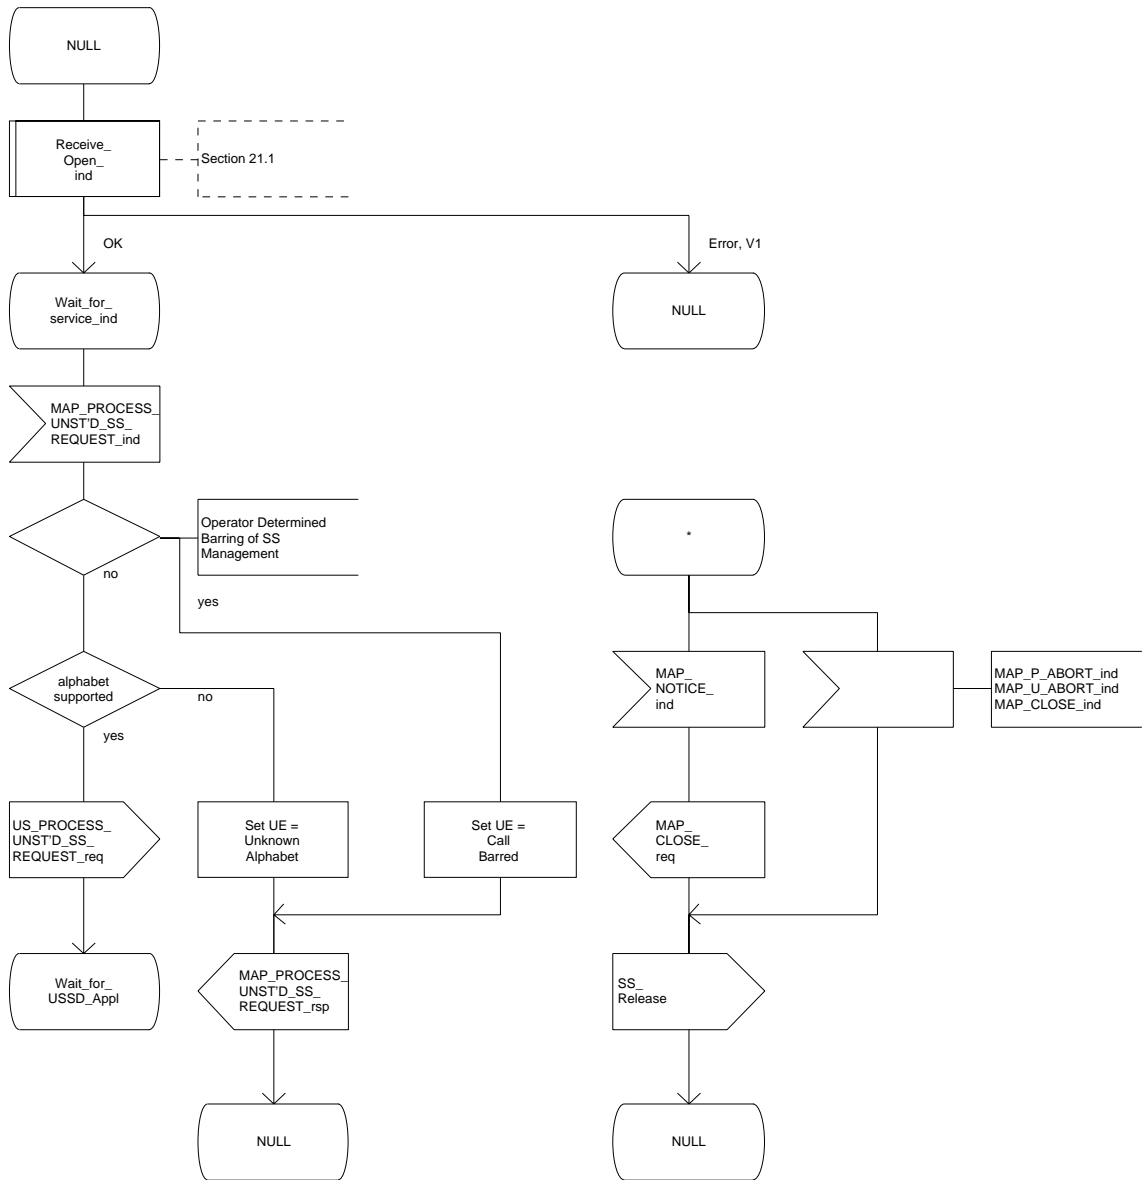 NULL
Receive_
Open_
ind
Section 21.1
OK
Error, V1
Wait_for_
service_ind
NULL
MAP_PROCESS_
UNST'D_SS_
REQUEST_ind
Operator Determined
Barring of SS
Management
*
no
yes
alphabet
supported
no
yes
MAP_
NOTICE_
ind
MAP_P_ABORT_ind
MAP_U_ABORT_ind
MAP_CLOSE_ind
US_PROCESS_
UNST'D_SS_
REQUEST_req
Set UE =
Unknown
Alphabet
Set UE =
Call
Barred
MAP_
CLOSE_
req
Wait_for_
USSD_Appl
MAP_PROCESS_
UNST'D_SS_
REQUEST_rsp
SS_
Release
NULL
NULL